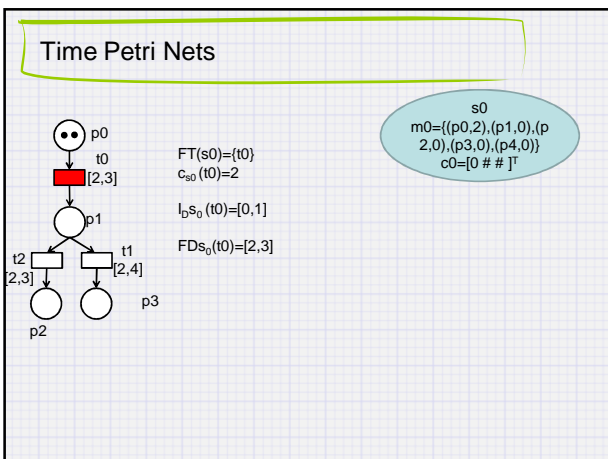 Time Petri Nets
s0
m0={(p0,2),(p1,0),(p
2,0),(p3,0),(p4,0)}
c0=[0 # # ]ᵀ
p0
t0
[2,3]
FT(s0)={t0}
cₛ₀ (t0)=2
I_Ds₀ (t0)=[0,1]
FDs₀(t0)=[2,3]
p1
t2
[2,3]
t1
[2,4]
p3
p2